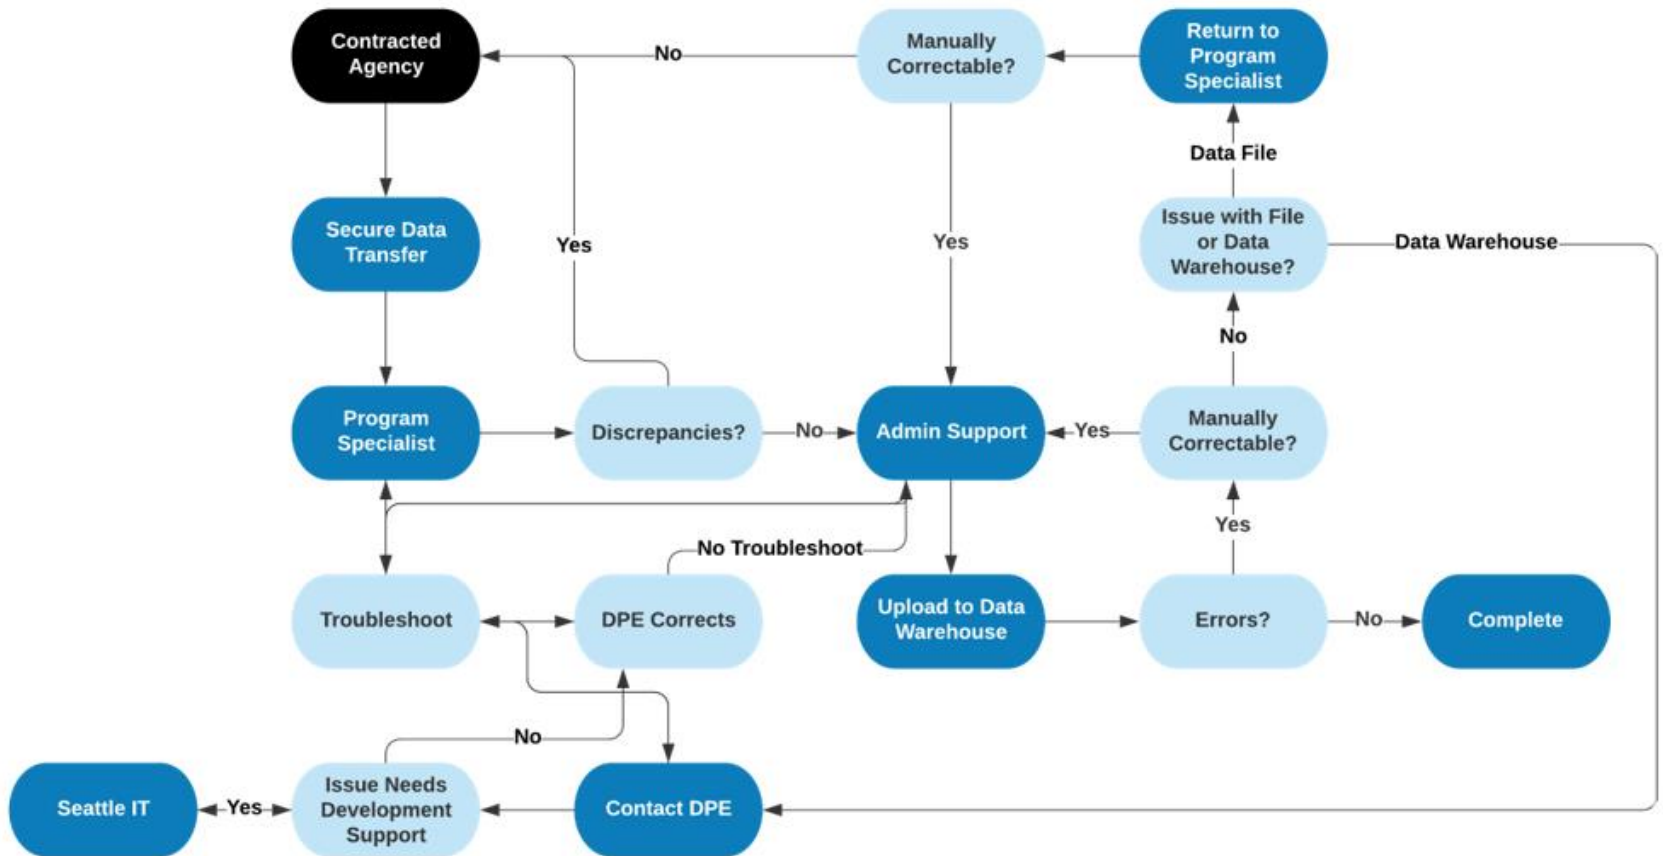 Contracted
Agency
No
Manually
Correctable?
Return to
Program
Specialist
Data File
Secure Data
Transfer
Yes
Yes
Issue with File
or Data
Warehouse?
Data Warehouse
No
Program
Specialist
Discrepancies?
No
Admin Support
Yes
Manually
Correctable?
Yes
No Troubleshoot
Troubleshoot
DPE Corrects
Upload to Data
Warehouse
Errors?
No
Complete
No
Seattle IT
Yes
Issue Needs
Development
Support
Contact DPE